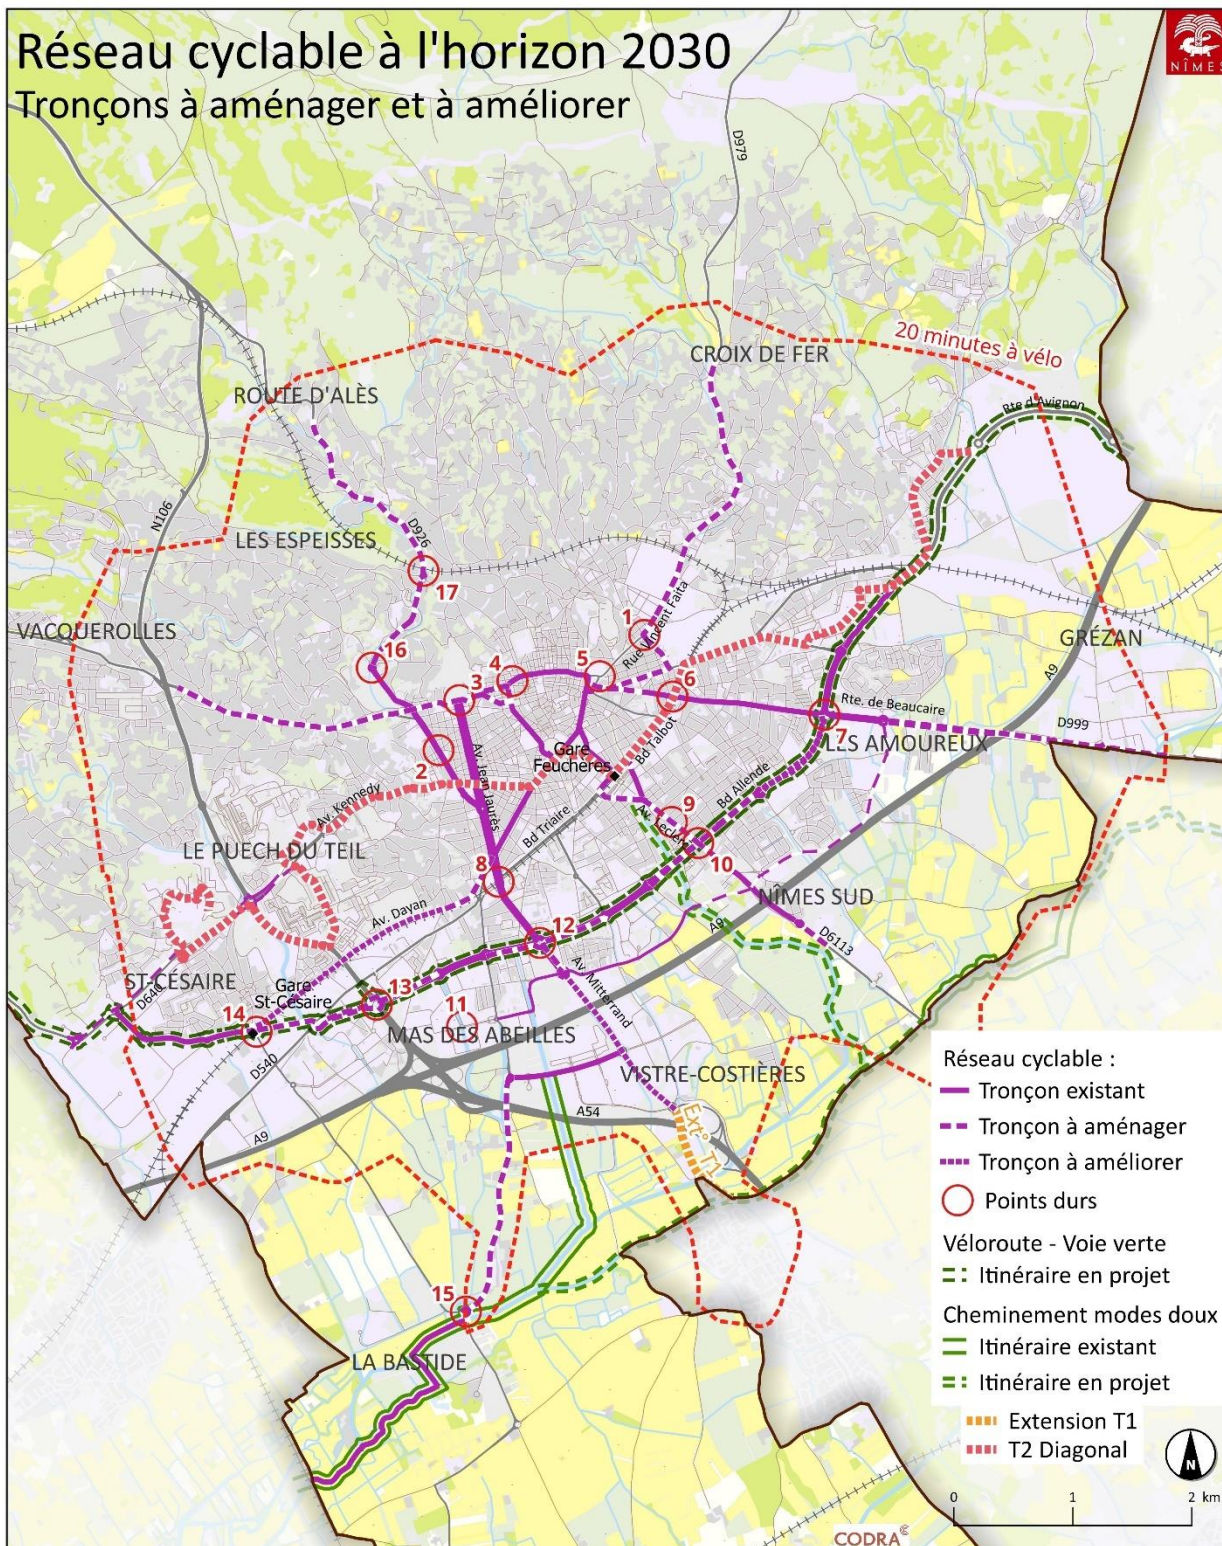 Réseau cyclable à l'horizon 2030
Tronçons à aménager et à améliorer
NÎMES
D979
CROIX DE FER
20 minutes à vélo
ROUTE D'ALÈS
Rte d'Avignon
N106
LES ESPEISSES
D926
17
VACQUEROLLES
1
Rue Vincent Faïta
GRÉZAN
A9
16
4
5
3
6
Rte. de Beaucaire
D999
7
LES AMOUREUX
2
Av. Jean Jaurès
Gare
Feuchères
Bd Talbot
Av. Kennedy
Bd Allende
9
Av. Leclerc
Bd Triaire
LE PUECH DU TEIL
8
10
NÎMES SUD
Av. Dayan
A9
D6113
12
ST-CÉSAIRE
D640
Gare
St-Césaire
13
Av. Mitterrand
14
11
MAS DES ABEILLES
D540
VISTRE-COSTIÈRES
A54
A9
Ext° T1
15
LA BASTIDE
Réseau cyclable :
Tronçon existant
Tronçon à aménager
Tronçon à améliorer
Points durs
Véloroute - Voie verte
Itinéraire en projet
Cheminement modes doux
Itinéraire existant
Itinéraire en projet
Extension T1
T2 Diagonal
N
0 1 2 km
CODRA